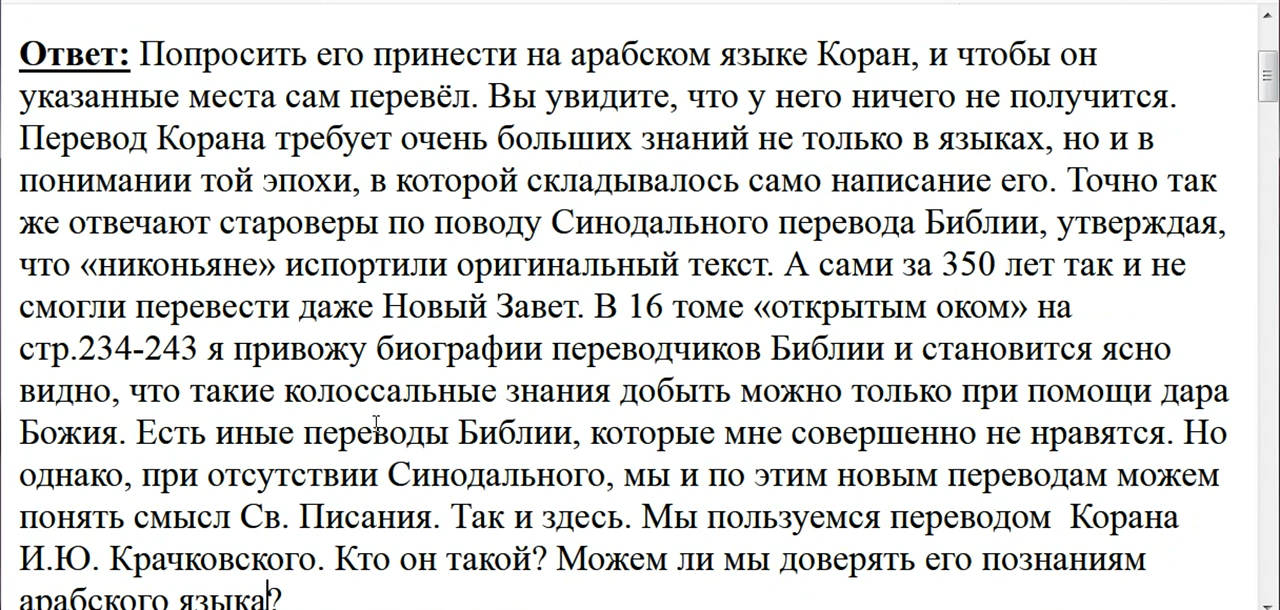 Ответ: Попросить его принести на арабском языке Коран, и чтобы он
указанные места сам перевёл. Вы увидите, что у него ничего не получится.
Перевод Корана требует очень больших знаний не только в языках, но и в
понимании той эпохи, в которой складывалось само написание его. Точно так
же отвечают староверы по поводу Синодального перевода Библии, утверждая,
что «никоньяне» испортили оригинальный текст. А сами за 350 лет так и не
смогли перевести даже Новый Завет. В 16 томе «открытым оком» на
стр.234-243 я привожу биографии переводчиков Библии и становится ясно
видно, что такие колоссальные знания добыть можно только при помощи дара
Божия. Есть иные переводы Библии, которые мне совершенно не нравятся. Но
однако, при отсутствии Синодального, мы и по этим новым переводам можем
понять смысл Св. Писания. Так и здесь. Мы пользуемся переводом  Корана
И.Ю. Крачковского. Кто он такой? Можем ли мы доверять его познаниям
арабского языка?